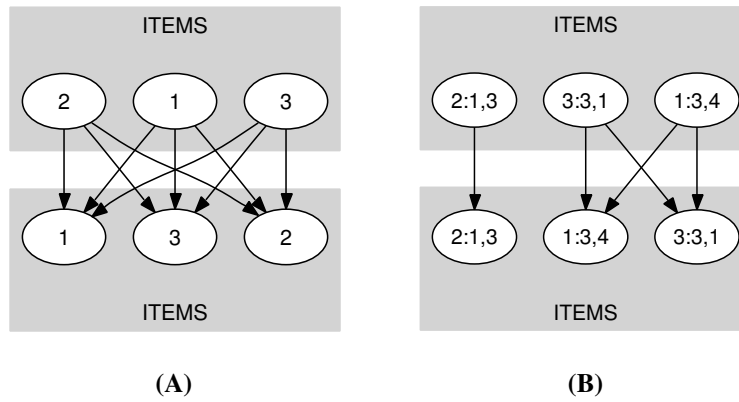 ITEMS ITEMS
2 1 3 2:1,3 3:3,1 1:3,4
1 3 2 2:1,3 1:3,4 3:3,1
ITEMS ITEMS
(A) (B)